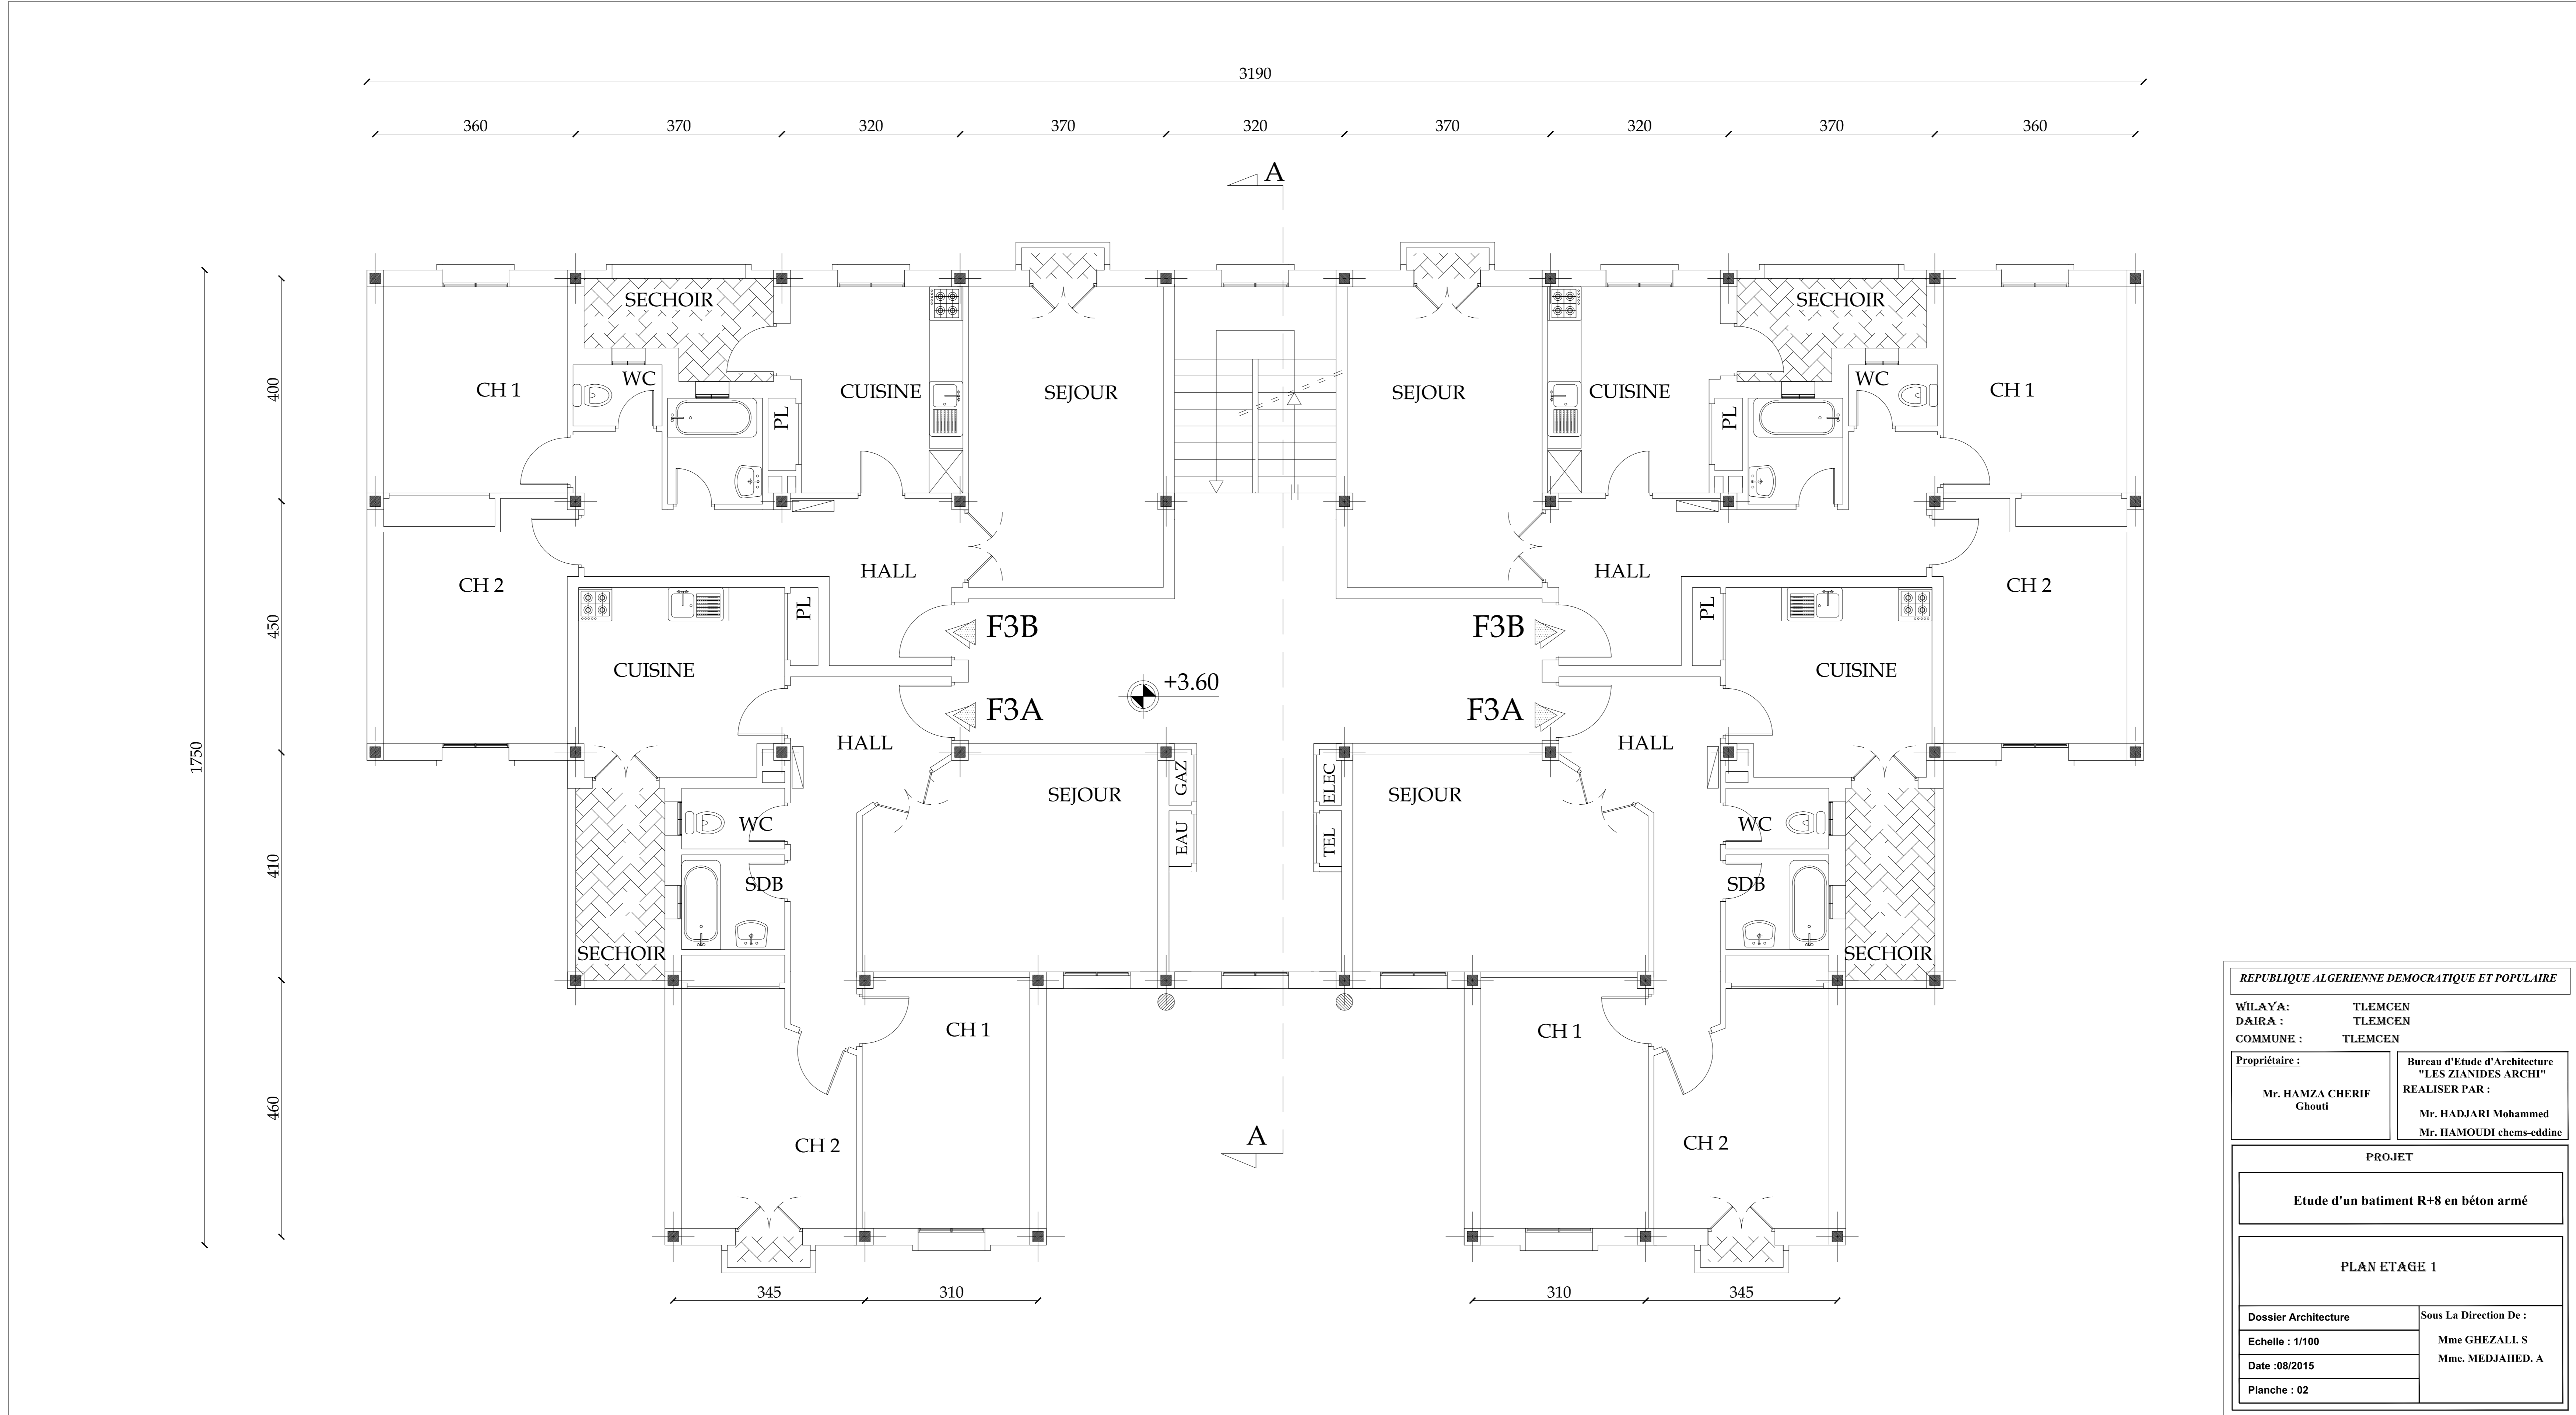 3190
360 370 320 370 320 370 320 370 360
A
SECHOIR SECHOIR
400
CH 1 WC PL CUISINE SEJOUR SEJOUR CUISINE PL WC CH 1
CH 2 HALL HALL CH 2
450
PL F3B F3B PL
CUISINE CUISINE
+3.60
F3A F3A
HALL HALL
1750
SEJOUR GAZ ELEC SEJOUR
WC EAU TEL WC
410
SDB SDB
SECHOIR SECHOIR
CH 1 CH 1
460
A
CH 2 CH 2
345 310 310 345
REPUBLIQUE ALGERIENNE DEMOCRATIQUE ET POPULAIRE
WILAYA: TLEMCEN
DAIRA : TLEMCEN
COMMUNE : TLEMCEN
Propriétaire :
Mr. HAMZA CHERIF
Ghouti
Bureau d'Etude d'Architecture
"LES ZIANIDES ARCHI"
REALISER PAR :
Mr. HADJARI Mohammed
Mr. HAMOUDI chems-eddine
PROJET
Etude d'un batiment R+8 en béton armé
PLAN ETAGE 1
Dossier Architecture
Echelle : 1/100
Date :08/2015
Planche : 02
Sous La Direction De :
Mme GHEZALI. S
Mme. MEDJAHED. A